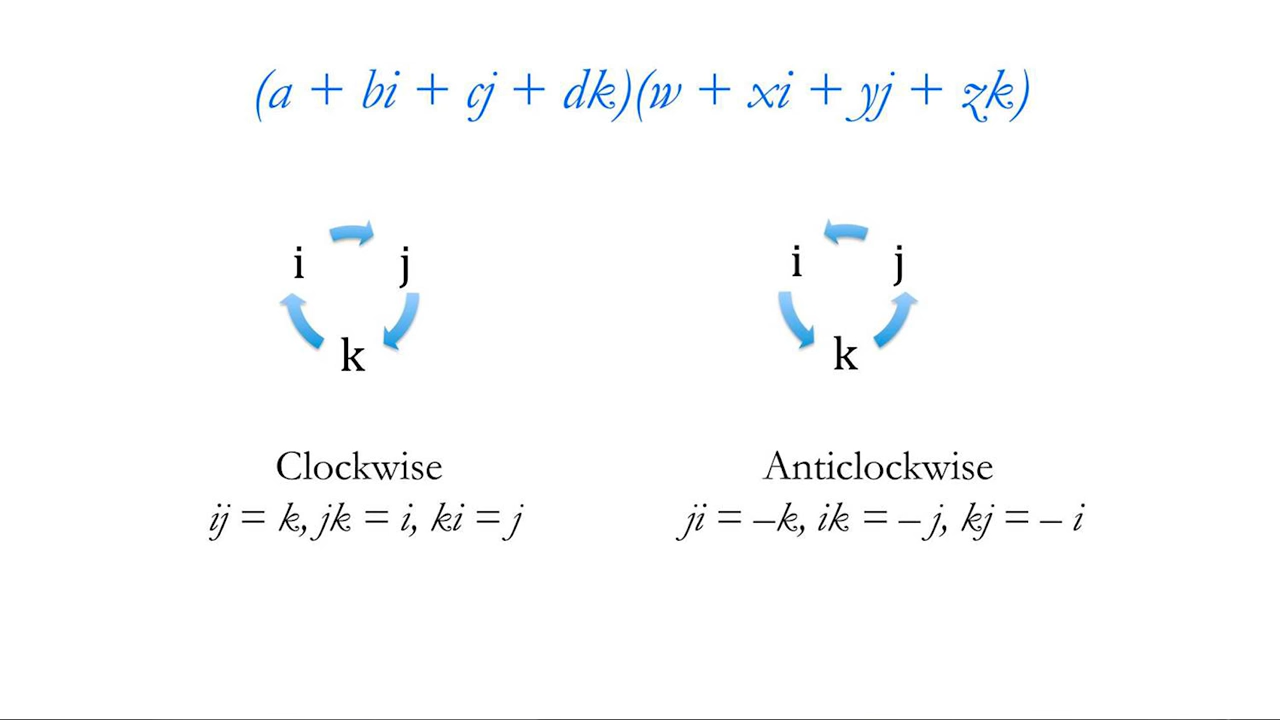 (a + bi + cj + dk)(w + xi + yj + zk)
i j
k
i j
k
Clockwise
ij = k, jk = i, ki = j
Anticlockwise
ji = –k, ik = – j, kj = – i